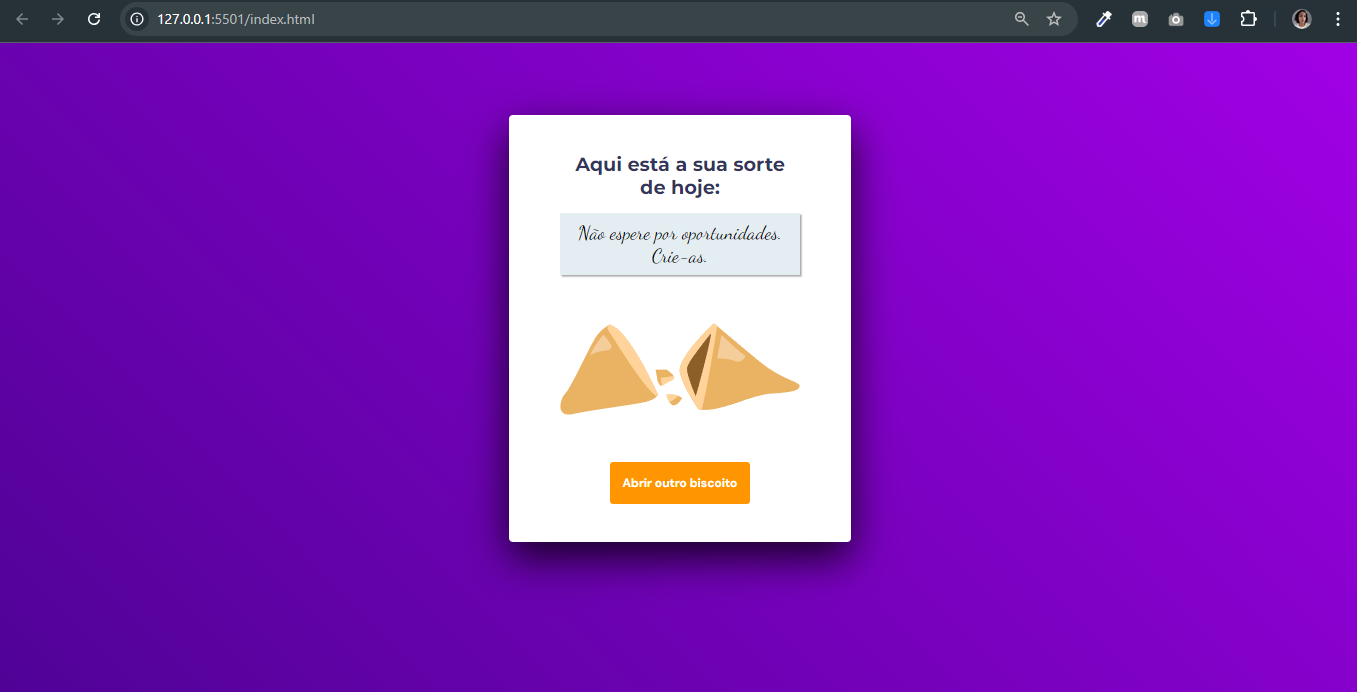 127.0.0.1:5501/index.html
m
Aqui está a sua sorte
de hoje:
Não espere por oportunidades.
Crie-as.
Abrir outro biscoito